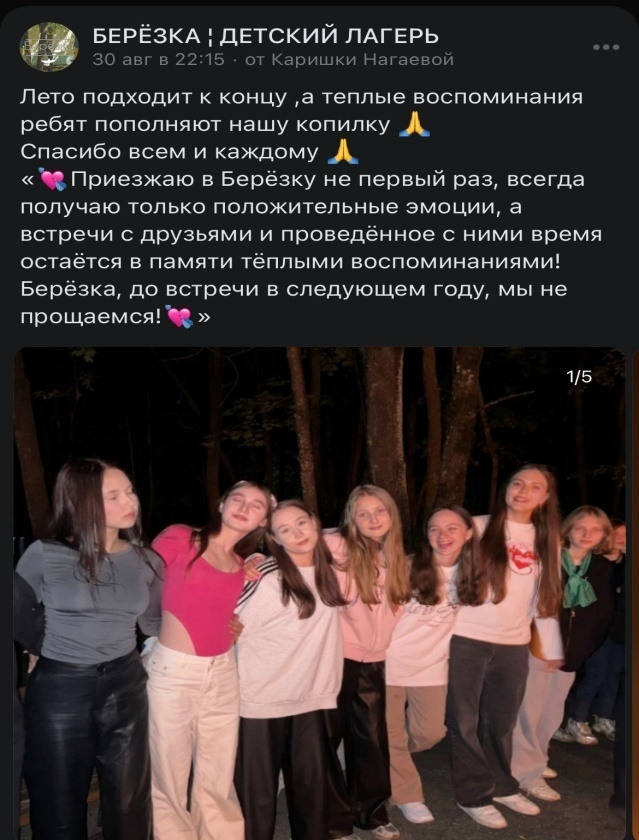 БЕРЁЗКА ¦ ДЕТСКИЙ ЛАГЕРЬ
30 авг в 22:15 · от Каришки Нагаевой
Лето подходит к концу ,а теплые воспоминания
ребят пополняют нашу копилку 🙏
Спасибо всем и каждому 🙏
«💘Приезжаю в Берёзку не первый раз, всегда
получаю только положительные эмоции, а
встречи с друзьями и проведённое с ними время
остаётся в памяти тёплыми воспоминаниями!
Берёзка, до встречи в следующем году, мы не
прощаемся!💘»
1/5